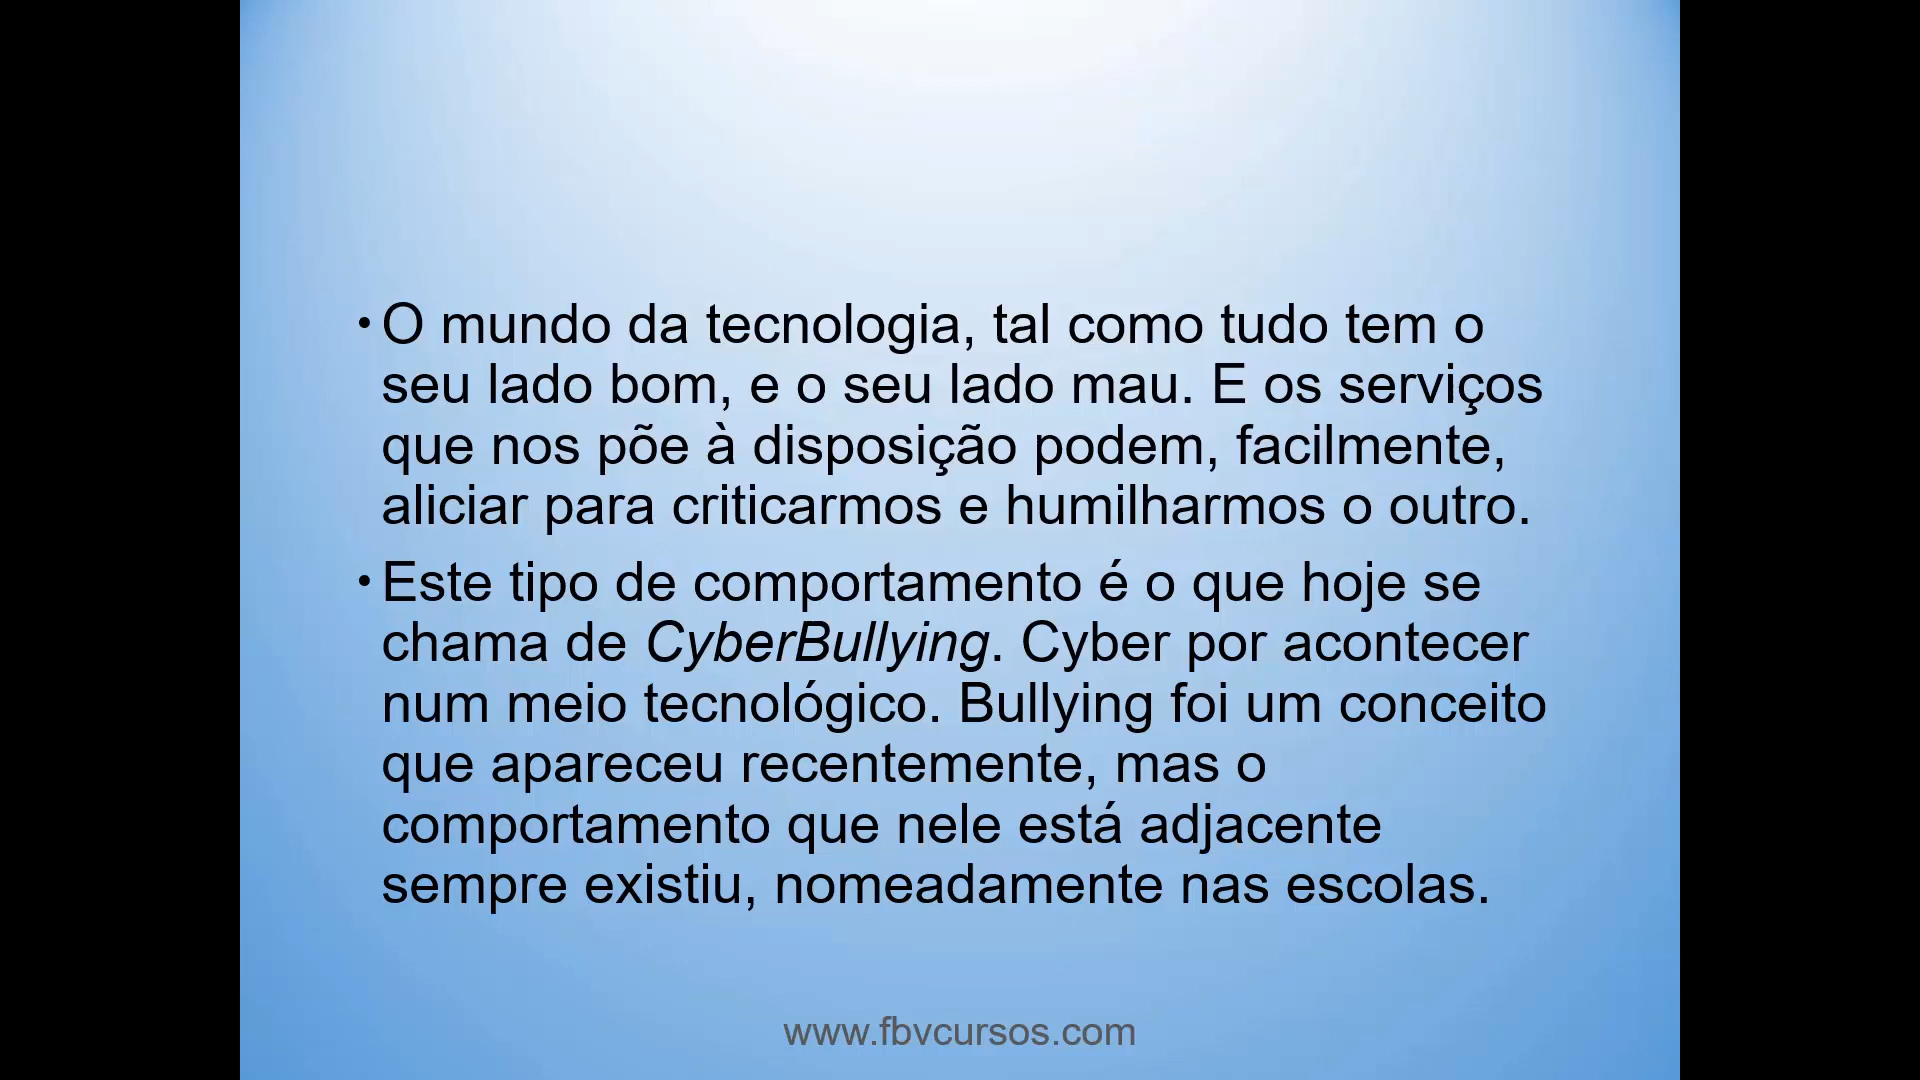 • O mundo da tecnologia, tal como tudo tem o
seu lado bom, e o seu lado mau. E os serviços
que nos põe à disposição podem, facilmente,
aliciar para criticarmos e humilharmos o outro.
• Este tipo de comportamento é o que hoje se
chama de CyberBullying. Cyber por acontecer
num meio tecnológico. Bullying foi um conceito
que apareceu recentemente, mas o
comportamento que nele está adjacente
sempre existiu, nomeadamente nas escolas.
www.fbvcursos.com